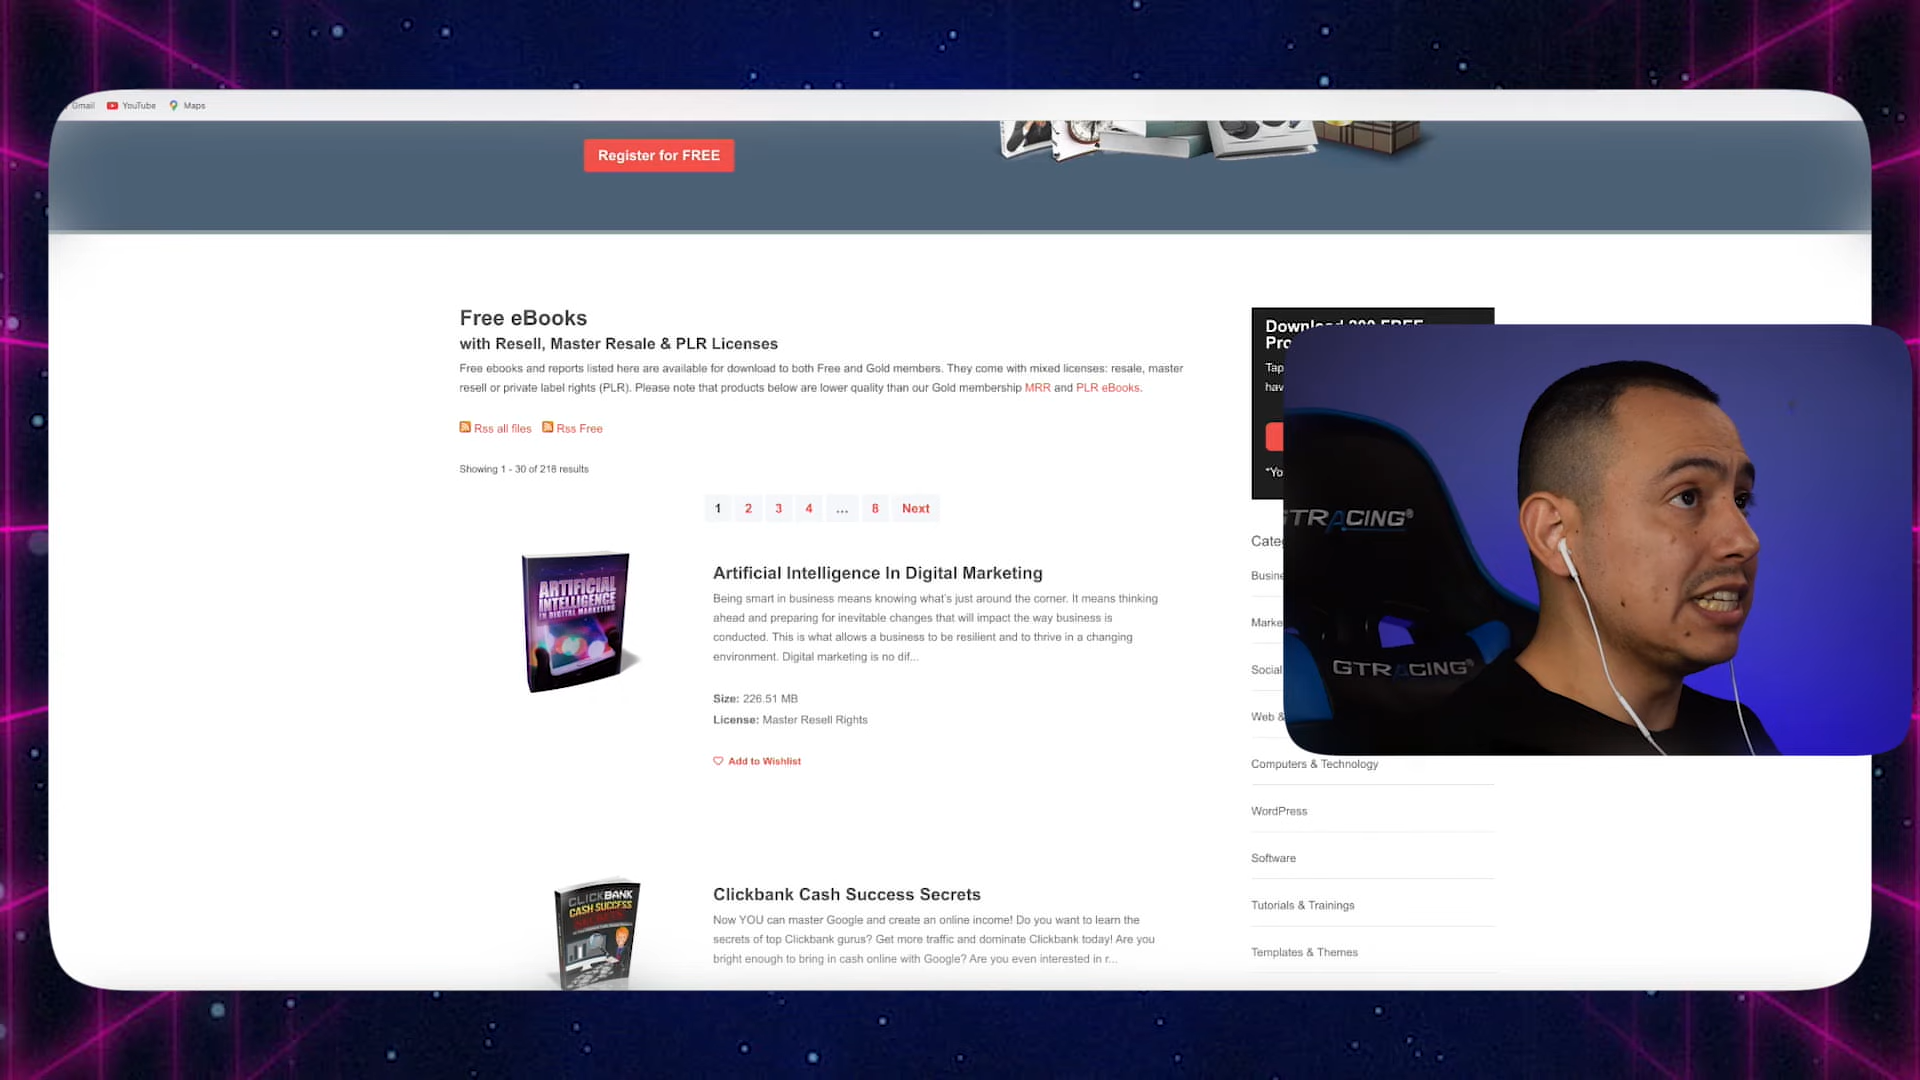 Gmail YouTube Maps
Register for FREE
Free eBooks
with Resell, Master Resale & PLR Licenses
Free ebooks and reports listed here are available for download to both Free and Gold members. They come with mixed licenses: resale, master
resell or private label rights (PLR). Please note that products below are lower quality than our Gold membership MRR and PLR eBooks.
Rss all files Rss Free
Showing 1 - 30 of 218 results
1 2 3 4 ... 8 Next
ARTIFICIAL
INTELLIGENCE
IN DIGITAL MARKETING
Artificial Intelligence In Digital Marketing
Being smart in business means knowing what's just around the corner. It means thinking
ahead and preparing for inevitable changes that will impact the way business is
conducted. This is what allows a business to be resilient and to thrive in a changing
environment. Digital marketing is no dif...
Size: 226.51 MB
License: Master Resell Rights
Add to Wishlist
CLICKBANK
CASH SUCCESS
SECRETS
Clickbank Cash Success Secrets
Now YOU can master Google and create an online income! Do you want to learn the
secrets of top Clickbank gurus? Get more traffic and dominate Clickbank today! Are you
bright enough to bring in cash online with Google? Are you even interested in r...
Download 200 FREE
Pro
Tap
hav
*Yo
Categ
Busine
Marke
Social
Web &
Computers & Technology
WordPress
Software
Tutorials & Trainings
Templates & Themes
GTRACING®
GTRACING®